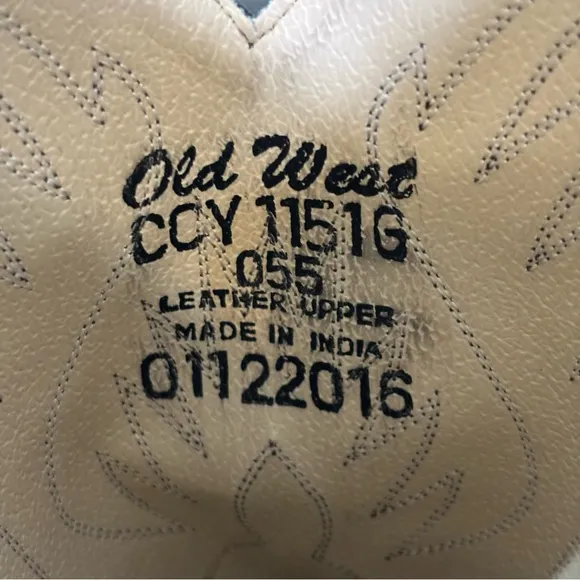 Old West
CCY 1151G
055
LEATHER UPPER
MADE IN INDIA
01122016